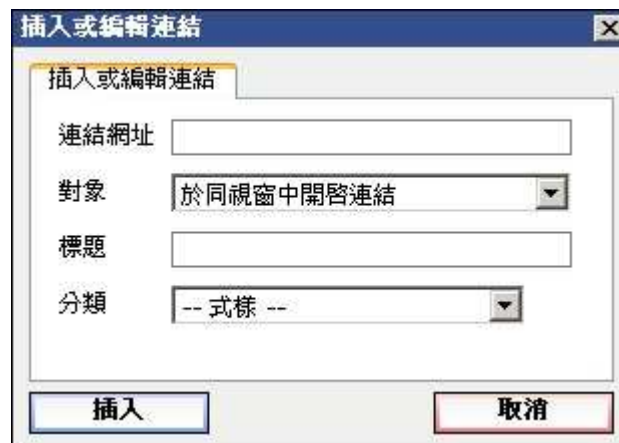 插入或編輯連結
插入或編輯連結
連結網址
對象 於同視窗中開啓連結
標題
分類 -- 式樣 --
插入 取消